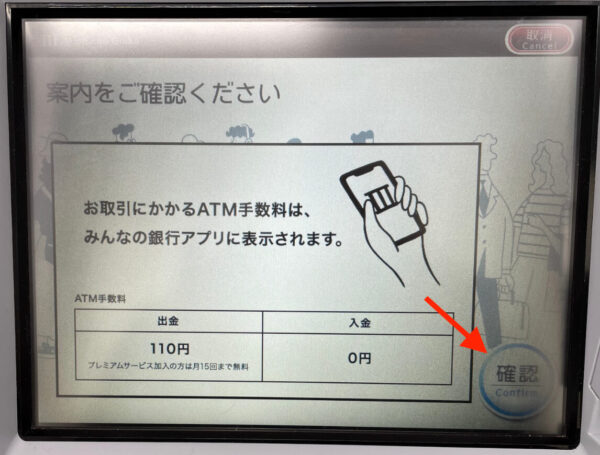 取消
Cancel
案内をご確認ください
お取引にかかるATM手数料は、
みんなの銀行アプリに表示されます。
ATM手数料
出金 入金
110円 0円
プレミアムサービス加入の方は月15回まで無料
確認
Confirm